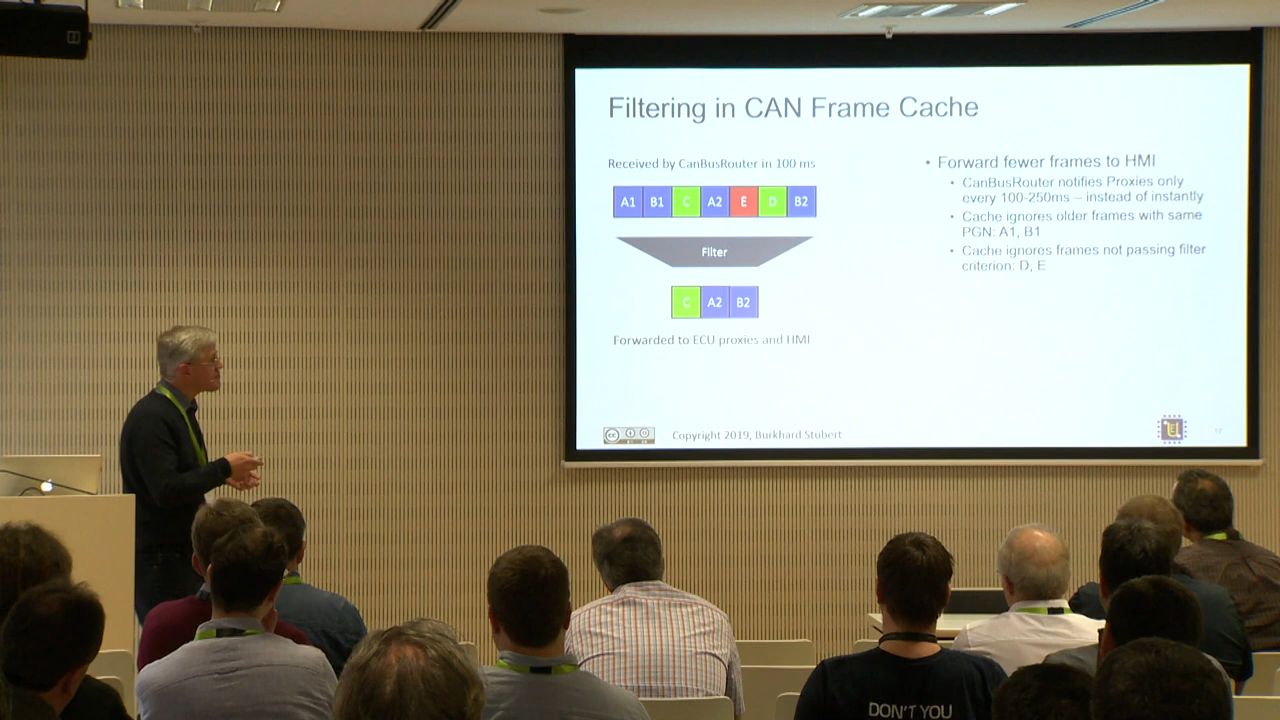 Filtering in CAN Frame Cache
Received by CanBusRouter in 100 ms
A1 B1 C A2 E D B2
Filter
C A2 B2
Forwarded to ECU proxies and HMI
• Forward fewer frames to HMI
• CanBusRouter notifies Proxies only
every 100-250ms – instead of instantly
• Cache ignores older frames with same
PGN: A1, B1
• Cache ignores frames not passing filter
criterion: D, E
Copyright 2019, Burkhard Stubert
17
DON'T YOU